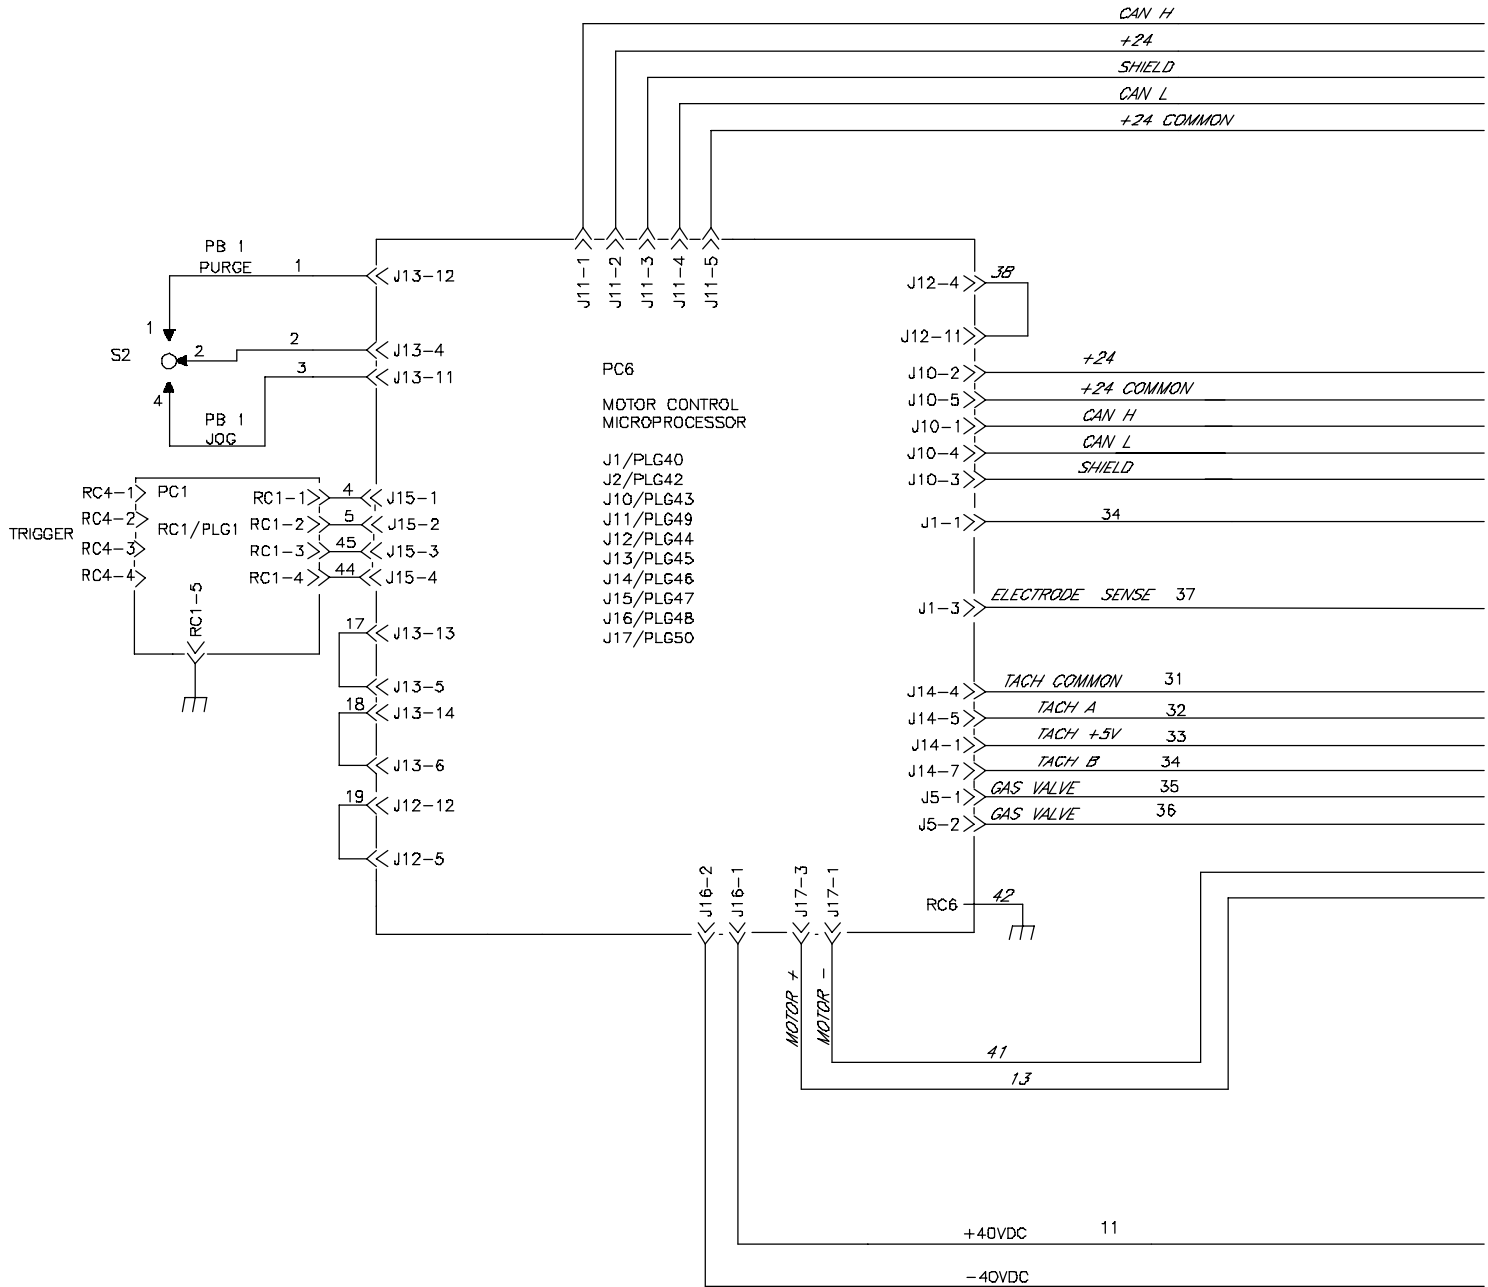 CAN H
+24
SHIELD
CAN L
+24 COMMON
J11-1
J11-2
J11-3
J11-4
J11-5
PB 1
PURGE
1
J13-12
1
S2
2
2
J13-4
3
J13-11
4
PB 1
JOG
TRIGGER
RC4-1
RC4-2
RC4-3
RC4-4
PC1
RC1/PLG1
RC1-1
4
J15-1
RC1-2
5
J15-2
RC1-3
45
J15-3
RC1-4
44
J15-4
RC1-5
17
J13-13
J13-5
18
J13-14
J13-6
19
J12-12
J12-5
PC6
MOTOR CONTROL
MICROPROCESSOR
J1/PLG40
J2/PLG42
J10/PLG43
J11/PLG49
J12/PLG44
J13/PLG45
J14/PLG46
J15/PLG47
J16/PLG48
J17/PLG50
J12-4
38
J12-11
J10-2
+24
J10-5
+24 COMMON
J10-1
CAN H
J10-4
CAN L
J10-3
SHIELD
J1-1
34
J1-3
ELECTRODE SENSE 37
J14-4
TACH COMMON 31
J14-5
TACH A 32
J14-1
TACH +5V 33
J14-7
TACH B 34
J5-1
GAS VALVE 35
J5-2
GAS VALVE 36
RC6
42
J16-2
J16-1
J17-3
J17-1
MOTOR +
MOTOR -
41
13
+40VDC 11
-40VDC